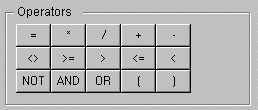 Operators
= * / + -
<> >= > <= <
NOT AND OR ( )